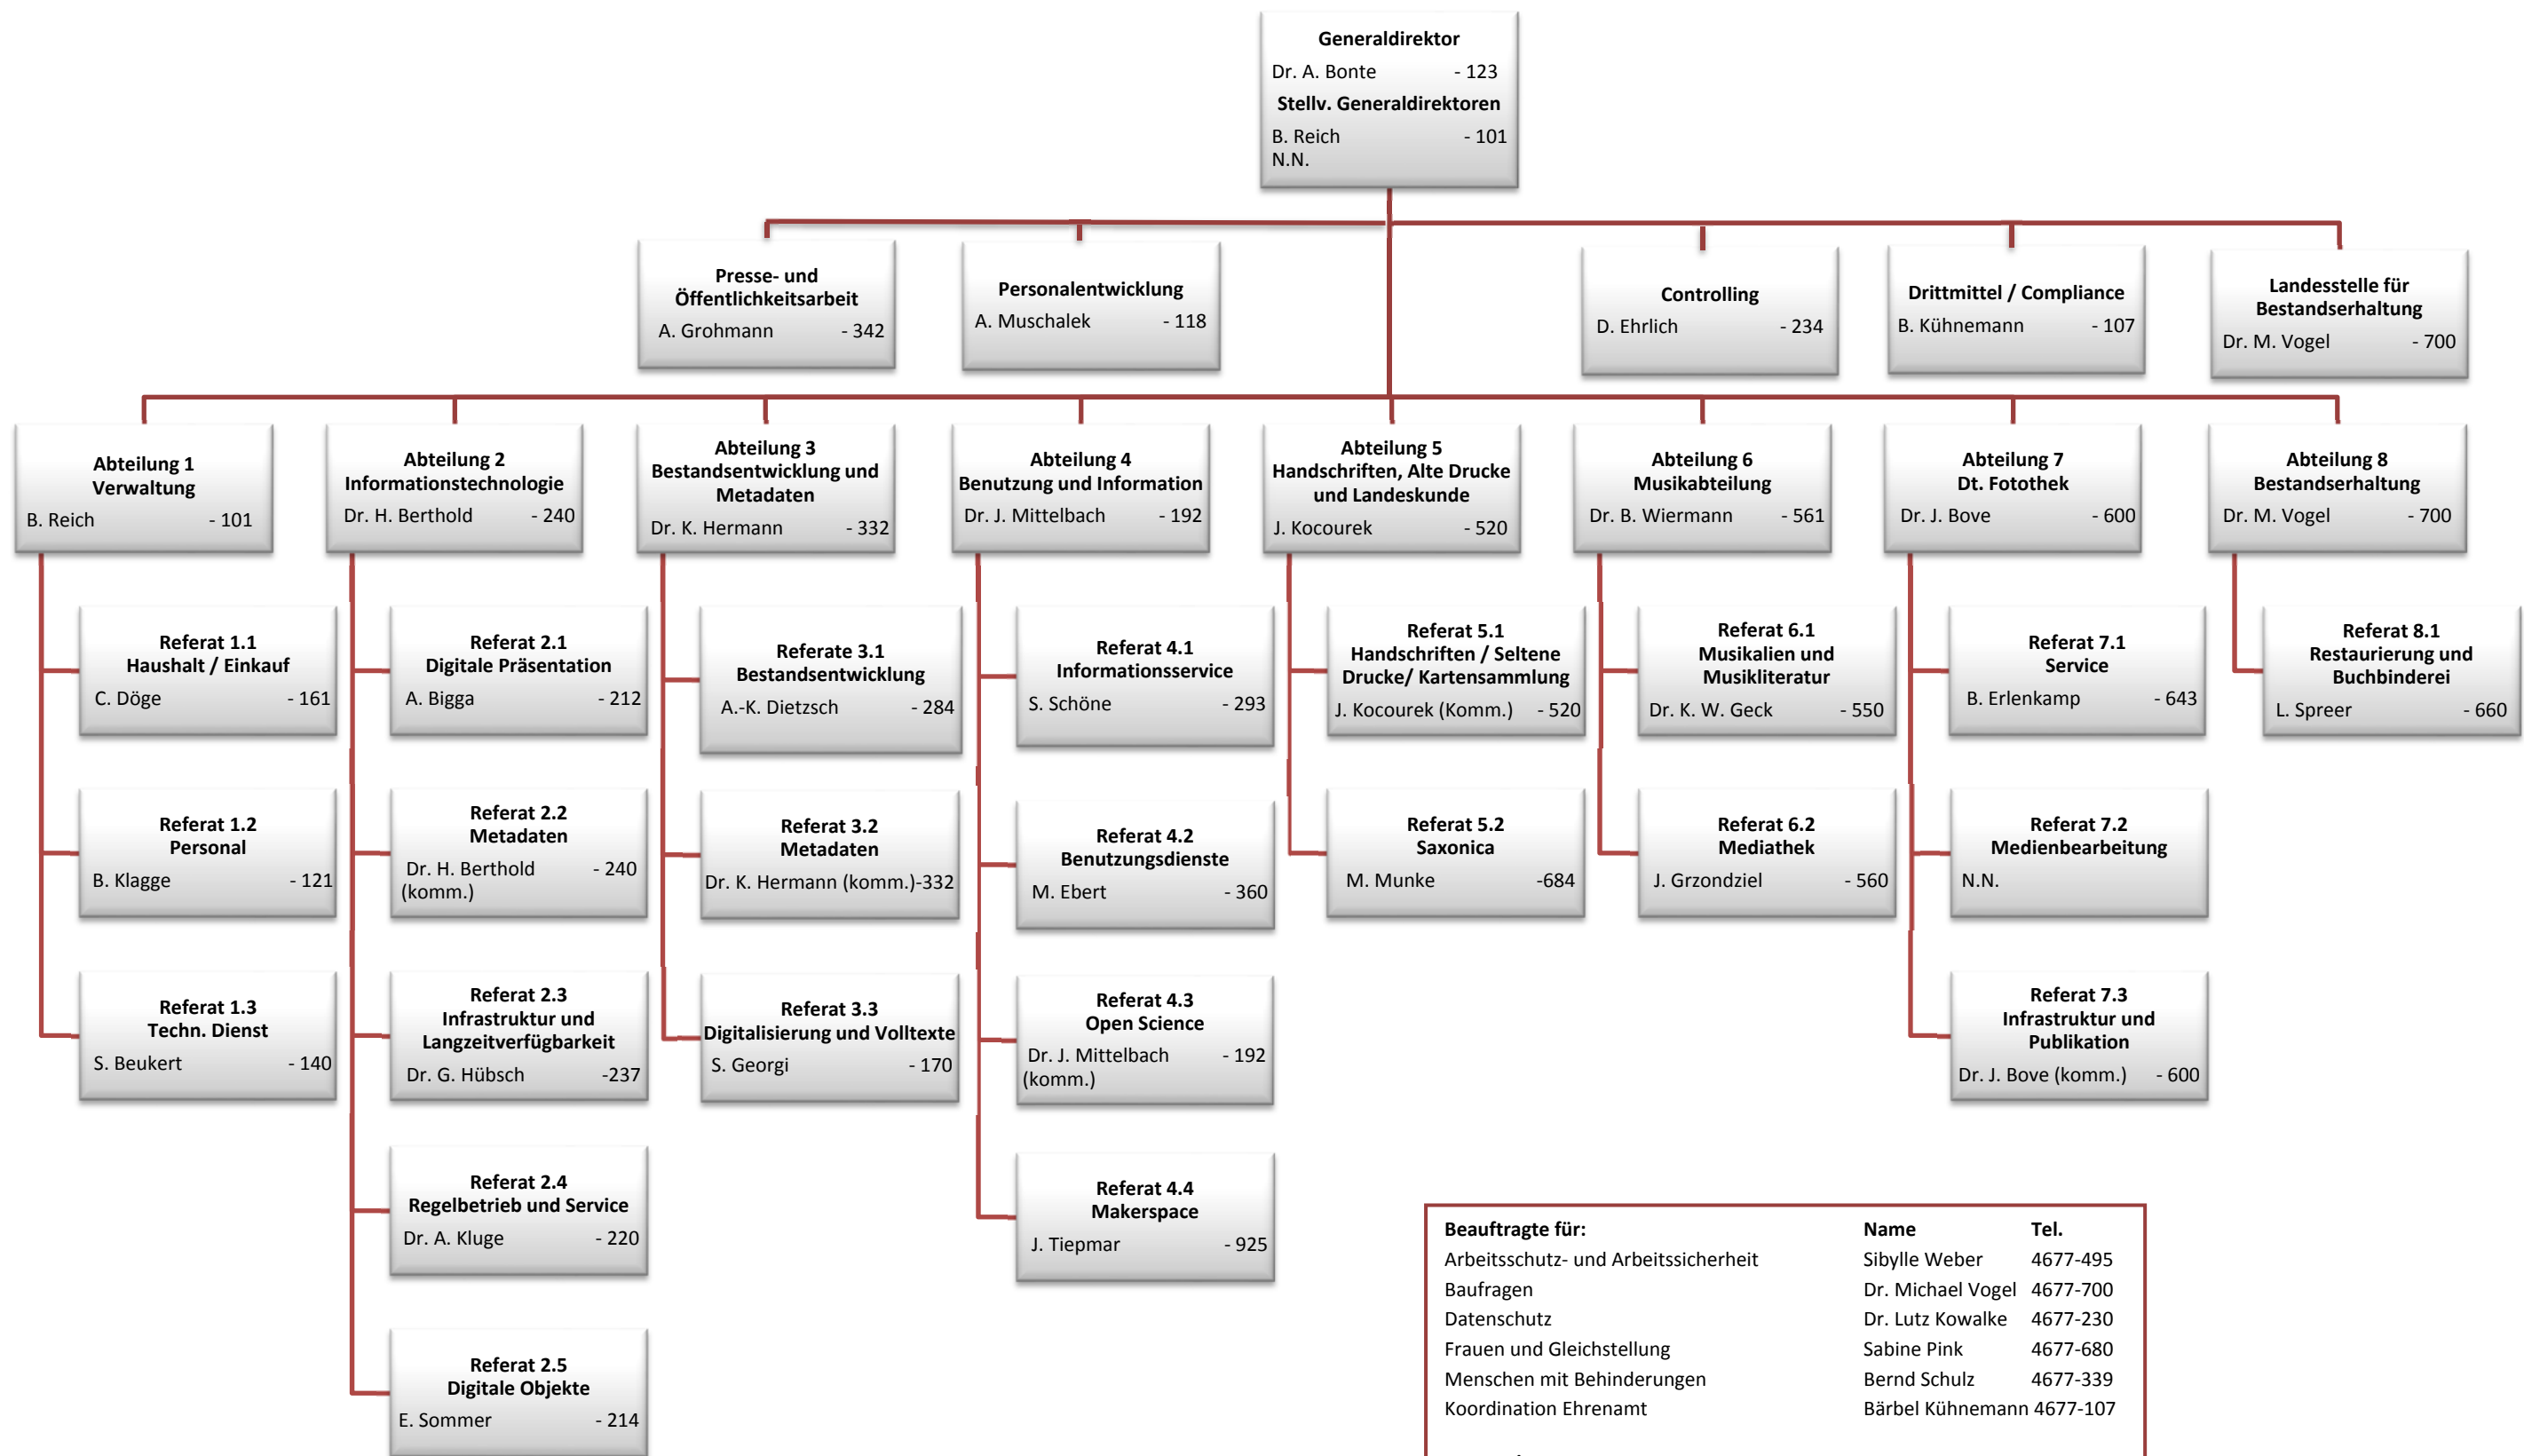 Generaldirektor
Dr. A. Bonte - 123
Stellv. Generaldirektoren
B. Reich - 101
N.N.
Presse- und
Öffentlichkeitsarbeit
A. Grohmann - 342
Personalentwicklung
A. Muschalek - 118
Controlling
D. Ehrlich - 234
Drittmittel / Compliance
B. Kühnemann - 107
Landesstelle für
Bestandserhaltung
Dr. M. Vogel - 700
Abteilung 1
Verwaltung
B. Reich - 101
Abteilung 2
Informationstechnologie
Dr. H. Berthold - 240
Abteilung 3
Bestandsentwicklung und
Metadaten
Dr. K. Hermann - 332
Abteilung 4
Benutzung und Information
Dr. J. Mittelbach - 192
Abteilung 5
Handschriften, Alte Drucke
und Landeskunde
J. Kocourek - 520
Abteilung 6
Musikabteilung
Dr. B. Wiermann - 561
Abteilung 7
Dt. Fotothek
Dr. J. Bove - 600
Abteilung 8
Bestandserhaltung
Dr. M. Vogel - 700
Referat 1.1
Haushalt / Einkauf
C. Döge - 161
Referat 2.1
Digitale Präsentation
A. Bigga - 212
Referate 3.1
Bestandsentwicklung
A.-K. Dietzsch - 284
Referat 4.1
Informationsservice
S. Schöne - 293
Referat 5.1
Handschriften / Seltene
Drucke/ Kartensammlung
J. Kocourek (Komm.) - 520
Referat 6.1
Musikalien und
Musikliteratur
Dr. K. W. Geck - 550
Referat 7.1
Service
B. Erlenkamp - 643
Referat 8.1
Restaurierung und
Buchbinderei
L. Spreer - 660
Referat 1.2
Personal
B. Klagge - 121
Referat 2.2
Metadaten
Dr. H. Berthold - 240
(komm.)
Referat 3.2
Metadaten
Dr. K. Hermann (komm.)-332
Referat 4.2
Benutzungsdienste
M. Ebert - 360
Referat 5.2
Saxonica
M. Munke -684
Referat 6.2
Mediathek
J. Grzondziel - 560
Referat 7.2
Medienbearbeitung
N.N.
Referat 1.3
Techn. Dienst
S. Beukert - 140
Referat 2.3
Infrastruktur und
Langzeitverfügbarkeit
Dr. G. Hübsch -237
Referat 3.3
Digitalisierung und Volltexte
S. Georgi - 170
Referat 4.3
Open Science
Dr. J. Mittelbach - 192
(komm.)
Referat 7.3
Infrastruktur und
Publikation
Dr. J. Bove (komm.) - 600
Referat 2.4
Regelbetrieb und Service
Dr. A. Kluge - 220
Referat 4.4
Makerspace
J. Tiepmar - 925
Referat 2.5
Digitale Objekte
E. Sommer - 214
Beauftragte für: Name Tel.
Arbeitsschutz- und Arbeitssicherheit Sibylle Weber 4677-495
Baufragen Dr. Michael Vogel 4677-700
Datenschutz Dr. Lutz Kowalke 4677-230
Frauen und Gleichstellung Sabine Pink 4677-680
Menschen mit Behinderungen Bernd Schulz 4677-339
Koordination Ehrenamt Bärbel Kühnemann 4677-107